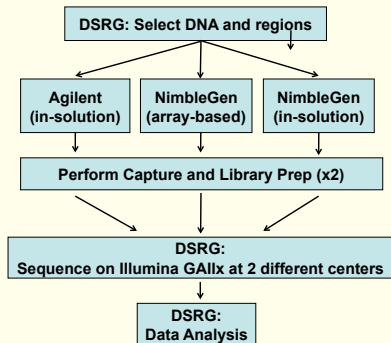 DSRG: Select DNA and regions
Agilent
(in-solution)
NimbleGen
(array-based)
NimbleGen
(in-solution)
Perform Capture and Library Prep (x2)
DSRG:
Sequence on Illumina GAIIx at 2 different centers
DSRG:
Data Analysis